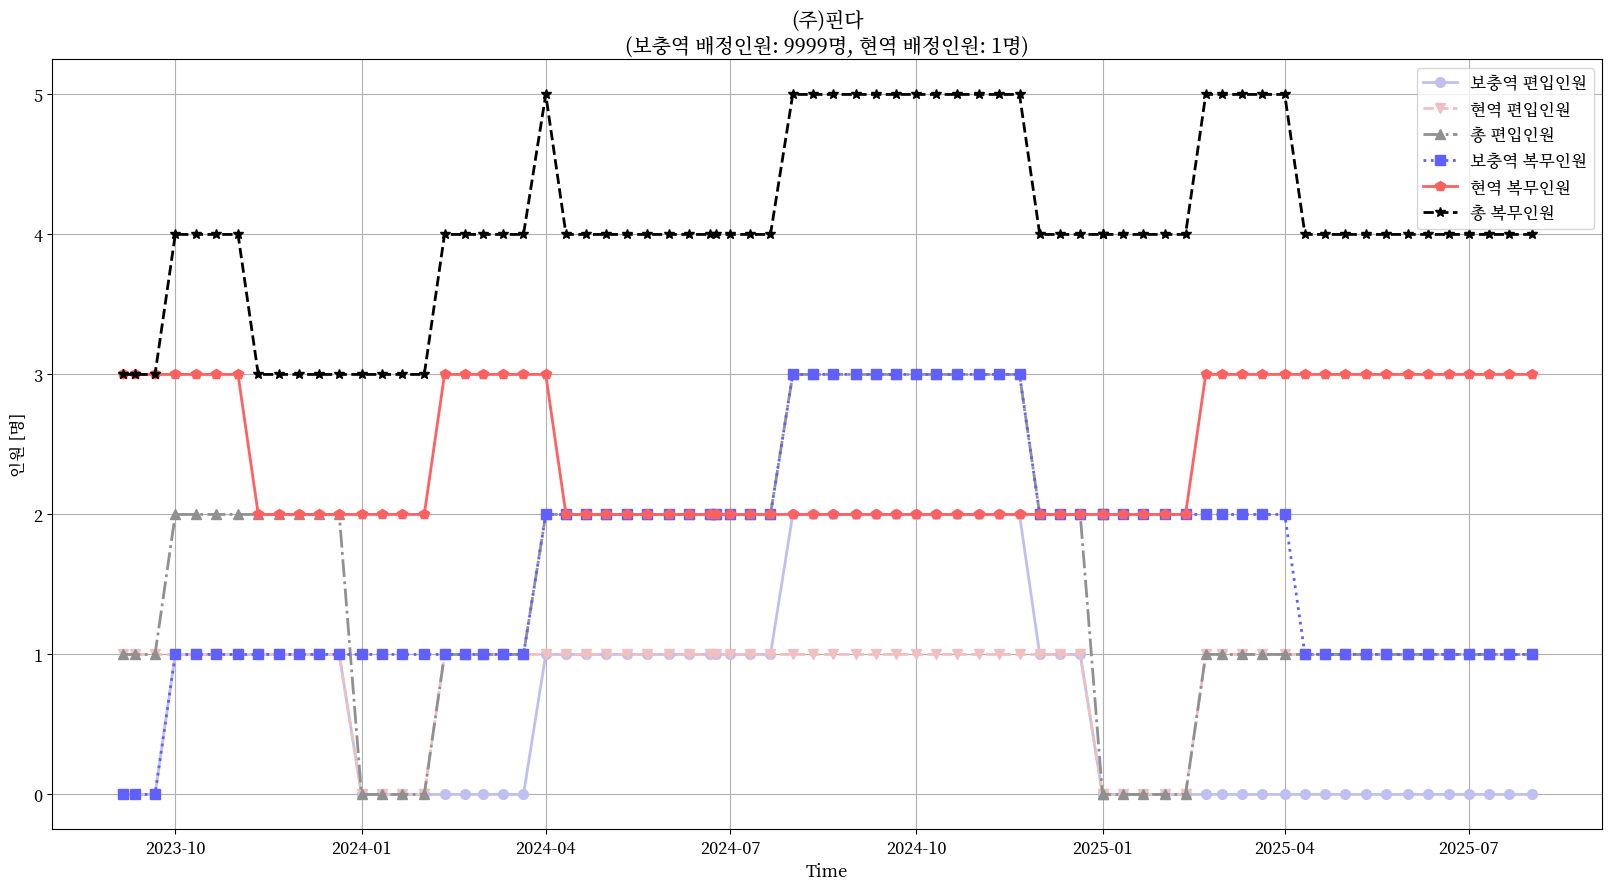 (주)핀다
(보충역 배정인원: 9999명, 현역 배정인원: 1명)
보충역 편입인원
현역 편입인원
총 편입인원
보충역 복무인원
현역 복무인원
총 복무인원
인원 [명]
5
4
3
2
1
0
2023-10
2024-01
2024-04
2024-07
2024-10
2025-01
2025-04
2025-07
Time